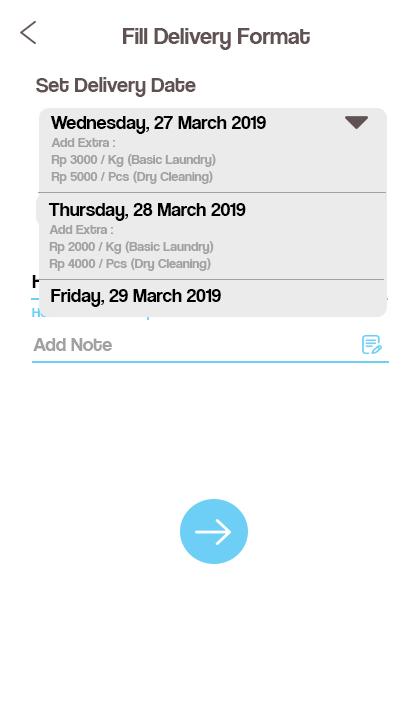 Fill Delivery Format
Set Delivery Date
Wednesday, 27 March 2019
Add Extra :
Rp 3000 / Kg (Basic Laundry)
Rp 5000 / Pcs (Dry Cleaning)
Thursday, 28 March 2019
Add Extra :
Rp 2000 / Kg (Basic Laundry)
Rp 4000 / Pcs (Dry Cleaning)
Friday, 29 March 2019
Add Note